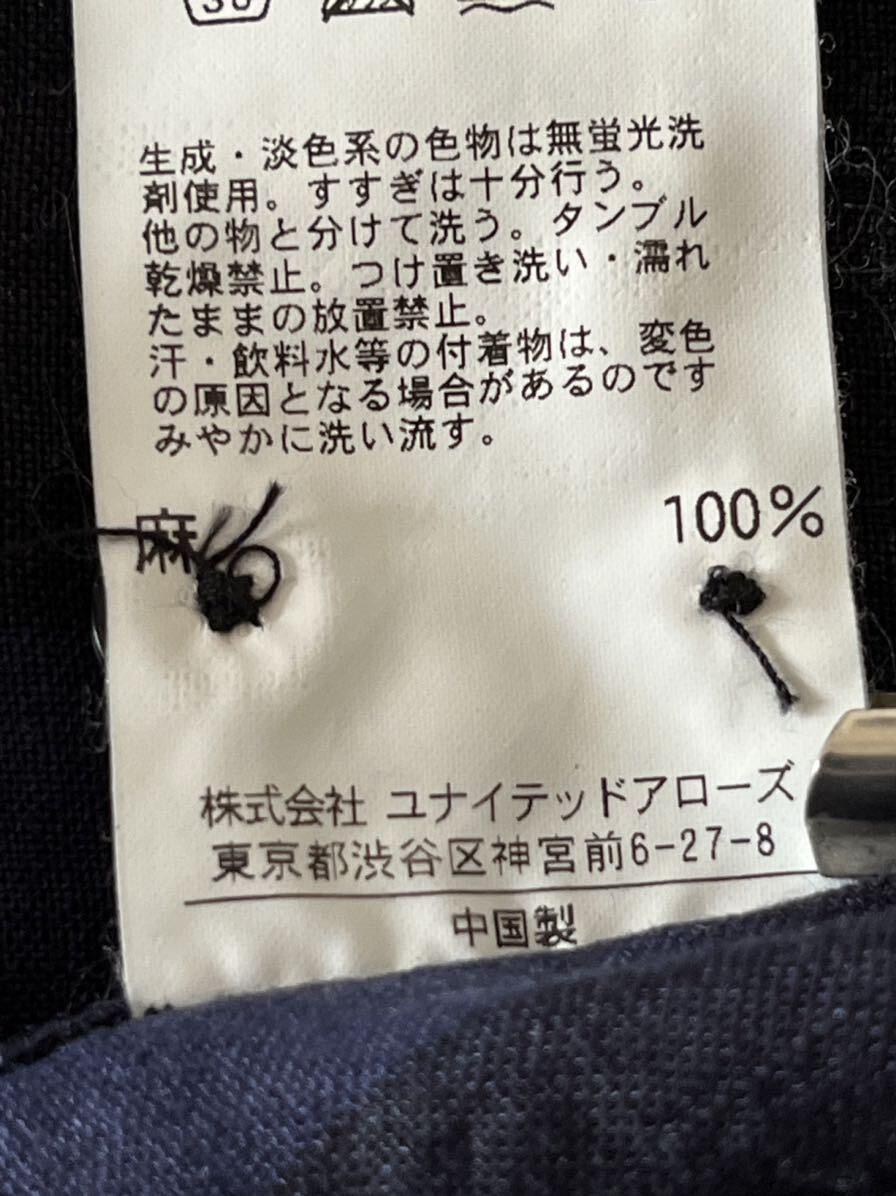 30
生成・淡色系の色物は無蛍光洗
剤使用。すすぎは十分行う。
他の物と分けて洗う。タンブル
乾燥禁止。つけ置き洗い・濡れ
たままの放置禁止。
汗・飲料水等の付着物は、変色
の原因となる場合があるのです
みやかに洗い流す。
麻 100%
株式会社 ユナイテッドアローズ
東京都渋谷区神宮前6-27-8
中国製